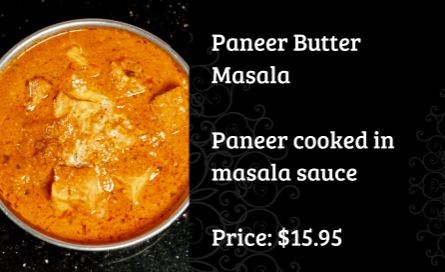 Paneer Butter
Masala
Paneer cooked in
masala sauce
Price: $15.95